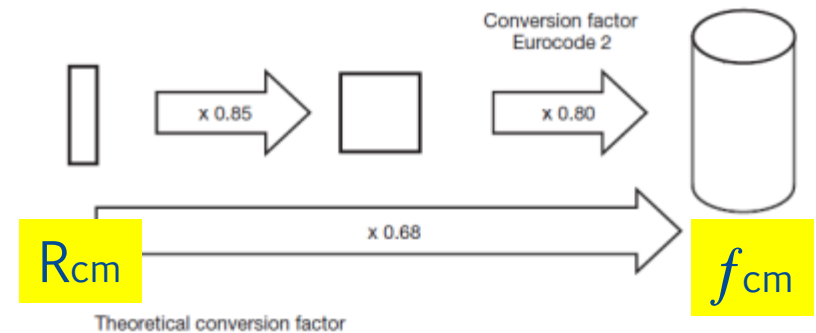 Conversion factor
Eurocode 2
x 0.85
x 0.80
x 0.68
Rcm
fcm
Theoretical conversion factor